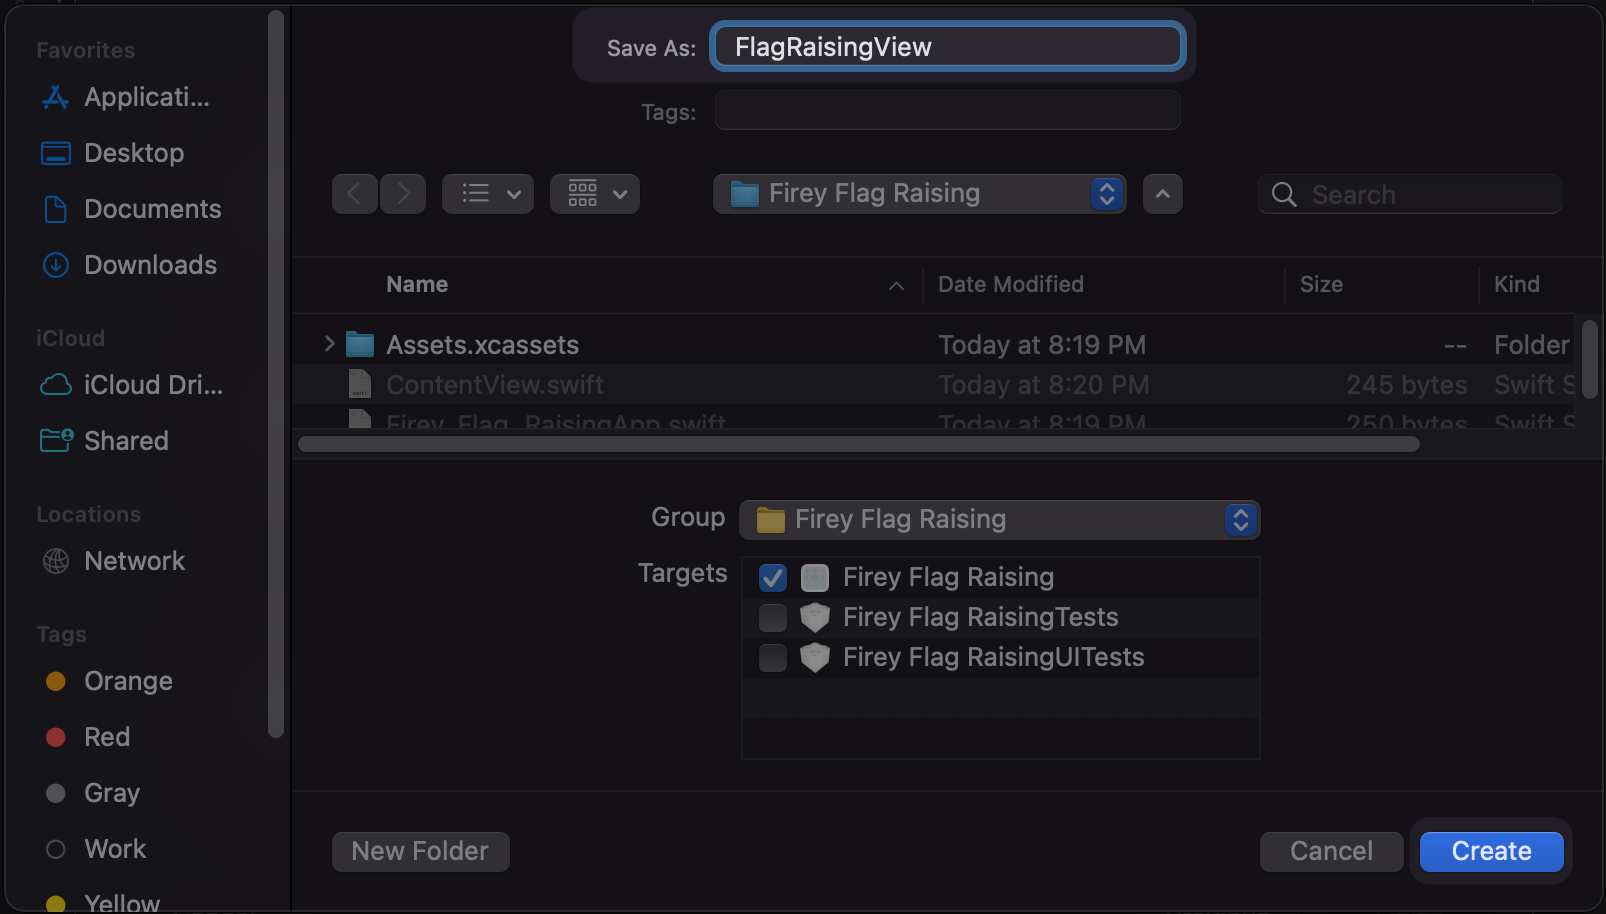 Favorites
Applicati...
Desktop
Documents
Downloads
iCloud
iCloud Dri...
Shared
Locations
Network
Tags
Orange
Red
Gray
Work
Yellow
Save As: FlagRaisingView
Tags:
Firey Flag Raising
Search
Name Date Modified Size Kind
Assets.xcassets Today at 8:19 PM -- Folder
ContentView.swift Today at 8:20 PM 245 bytes Swift S
Firey_Flag_RaisingApp.swift Today at 8:19 PM 250 bytes Swift S
Group Firey Flag Raising
Targets Firey Flag Raising
Firey Flag RaisingTests
Firey Flag RaisingUITests
New Folder Cancel Create